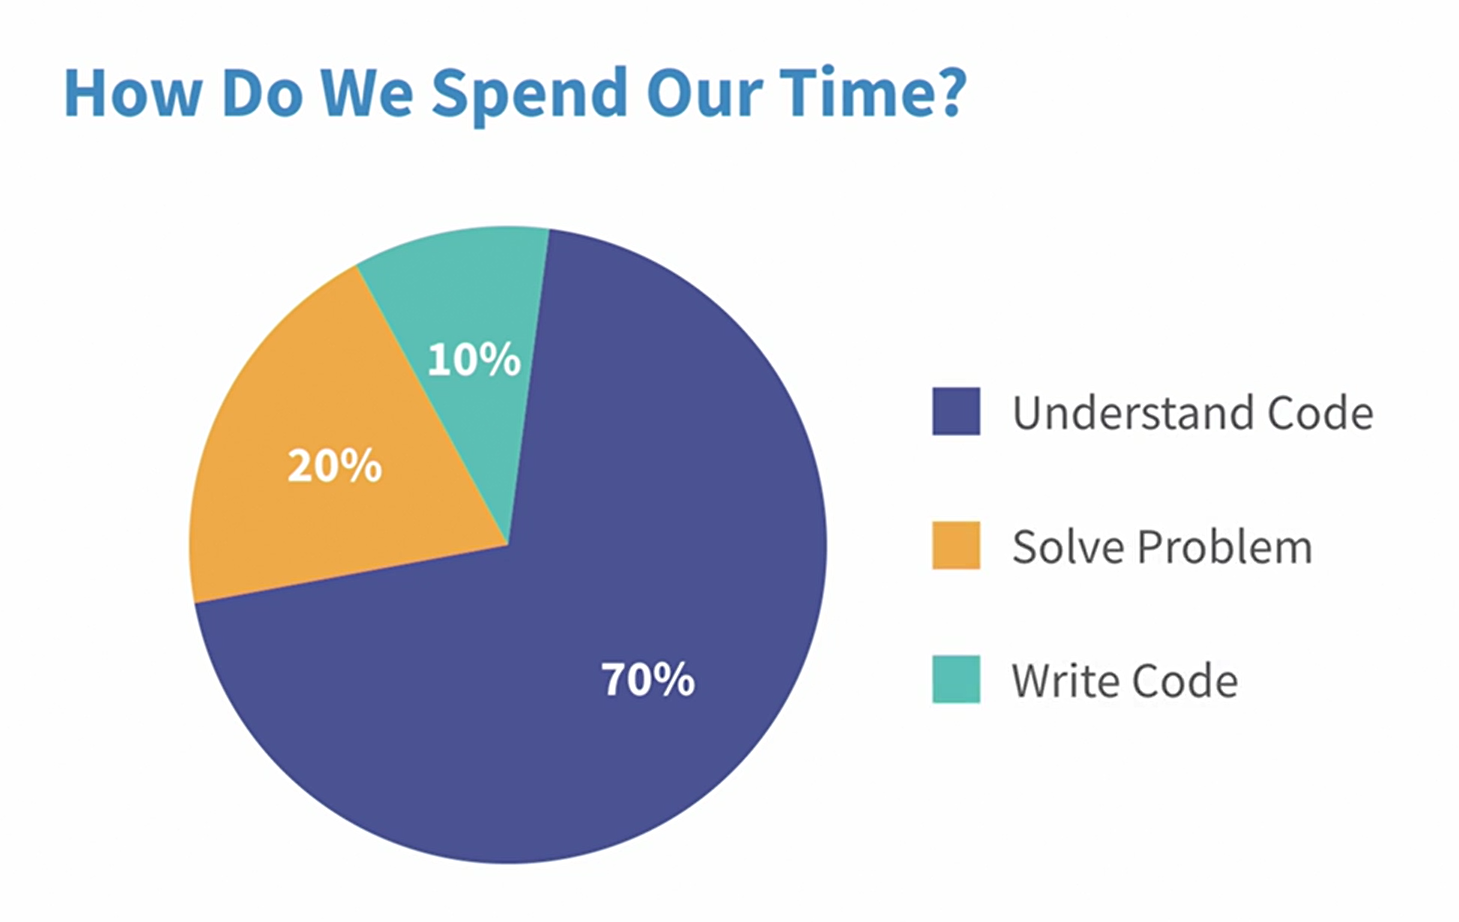 How Do We Spend Our Time?
10%
20%
70%
Understand Code
Solve Problem
Write Code